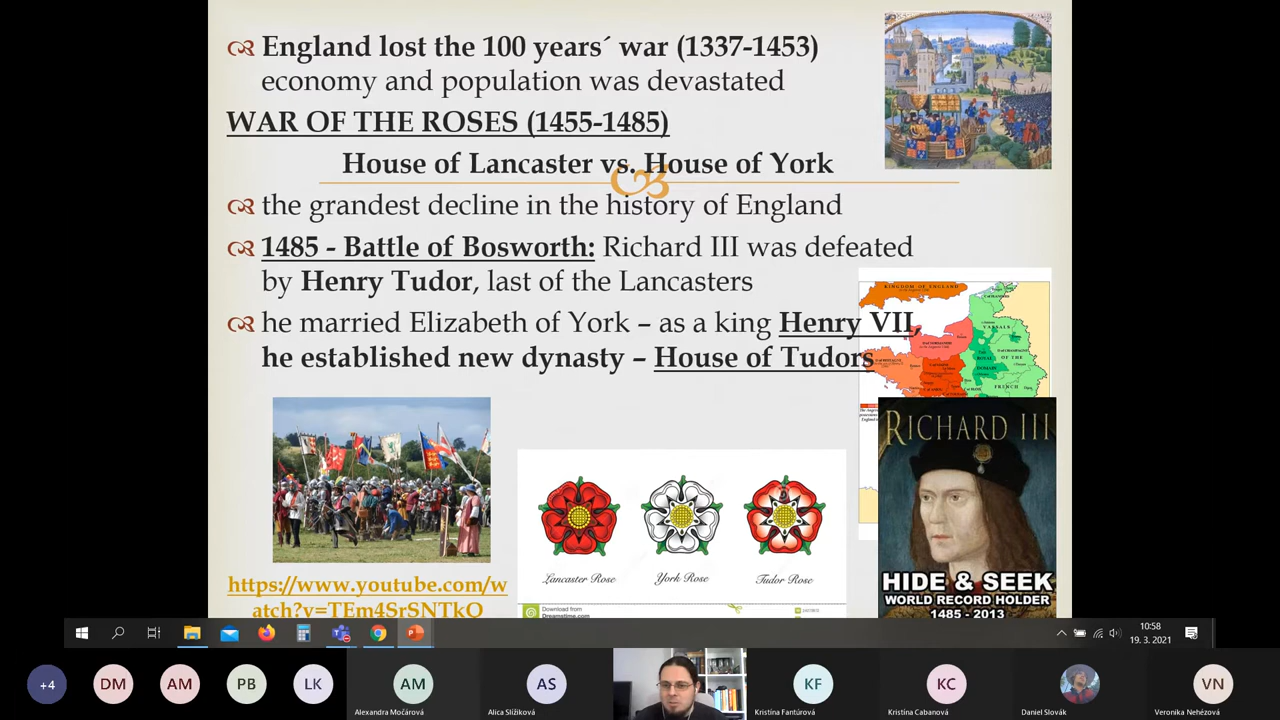 England lost the 100 years´ war (1337-1453)
economy and population was devastated
WAR OF THE ROSES (1455-1485)
House of Lancaster vs. House of York
the grandest decline in the history of England
1485 - Battle of Bosworth: Richard III was defeated
by Henry Tudor, last of the Lancasters
he married Elizabeth of York – as a king Henry VII,
he established new dynasty – House of Tudors
KINGDOM OF ENGLAND
RICHARD III
Lancaster Rose
York Rose
Tudor Rose
HIDE & SEEK
WORLD RECORD HOLDER
1485 - 2013
https://www.youtube.com/w
atch?v=TEm4SrSNTkQ
Download from
Dreamstime.com
10:58
19. 3. 2021
+4
DM
AM
PB
LK
AM
AS
KF
KC
VN
Alexandra Močárová
Alica Slížiková
Kristína Fantúrová
Kristína Cabanová
Daniel Slovák
Veronika Nehézová